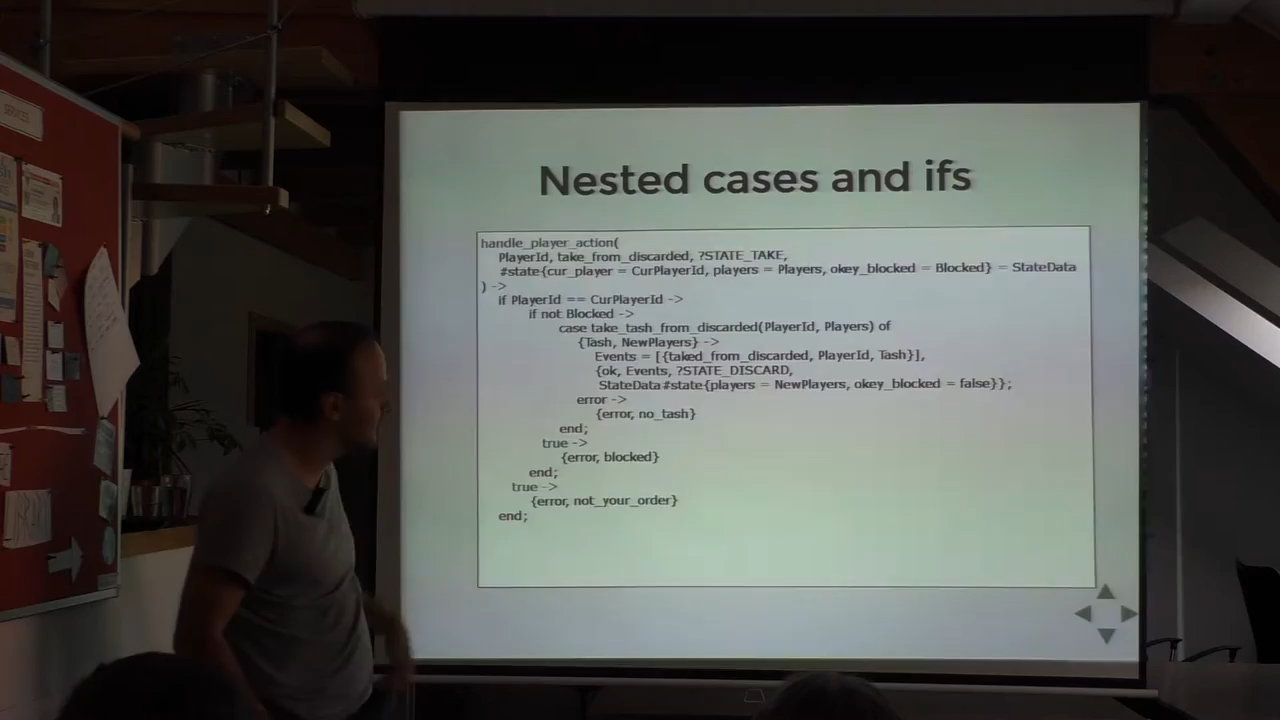 Nested cases and ifs
handle_player_action(
PlayerId, take_from_discarded, ?STATE_TAKE,
#state{cur_player = CurPlayerId, players = Players, okey_blocked = Blocked} = StateData
) ->
if PlayerId == CurPlayerId ->
if not Blocked ->
case take_tash_from_discarded(PlayerId, Players) of
{Tash, NewPlayers} ->
Events = [{taked_from_discarded, PlayerId, Tash}],
{ok, Events, ?STATE_DISCARD,
StateData#state{players = NewPlayers, okey_blocked = false}};
error ->
{error, no_tash}
end;
true ->
{error, blocked}
end;
true ->
{error, not_your_order}
end;